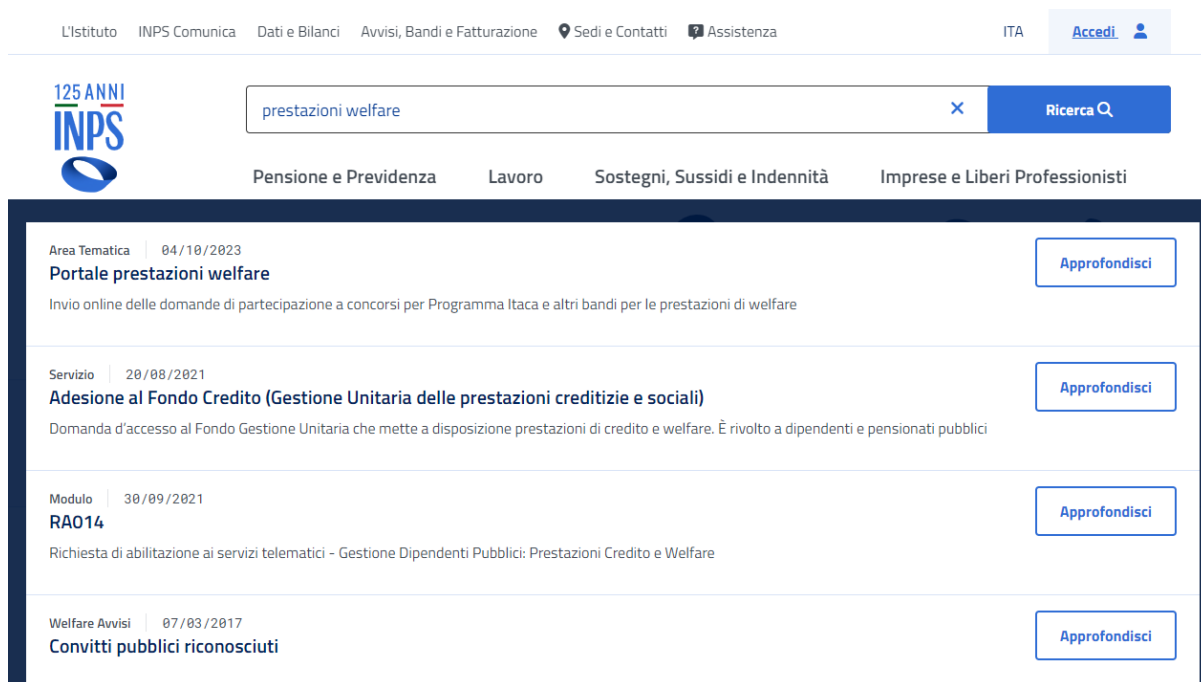 L'Istituto INPS Comunica Dati e Bilanci Avvisi, Bandi e Fatturazione Sedi e Contatti Assistenza ITA Accedi
125 ANNI
INPS
prestazioni welfare Ricerca
Pensione e Previdenza Lavoro Sostegni, Sussidi e Indennità Imprese e Liberi Professionisti
Area Tematica 04/10/2023
Portale prestazioni welfare
Approfondisci
Invio online delle domande di partecipazione a concorsi per Programma Itaca e altri bandi per le prestazioni di welfare
Servizio 20/08/2021
Adesione al Fondo Credito (Gestione Unitaria delle prestazioni creditizie e sociali)
Approfondisci
Domanda d'accesso al Fondo Gestione Unitaria che mette a disposizione prestazioni di credito e welfare. È rivolto a dipendenti e pensionati pubblici
Modulo 30/09/2021
RA014
Approfondisci
Richiesta di abilitazione ai servizi telematici - Gestione Dipendenti Pubblici: Prestazioni Credito e Welfare
Welfare Avvisi 07/03/2017
Convitti pubblici riconosciuti
Approfondisci